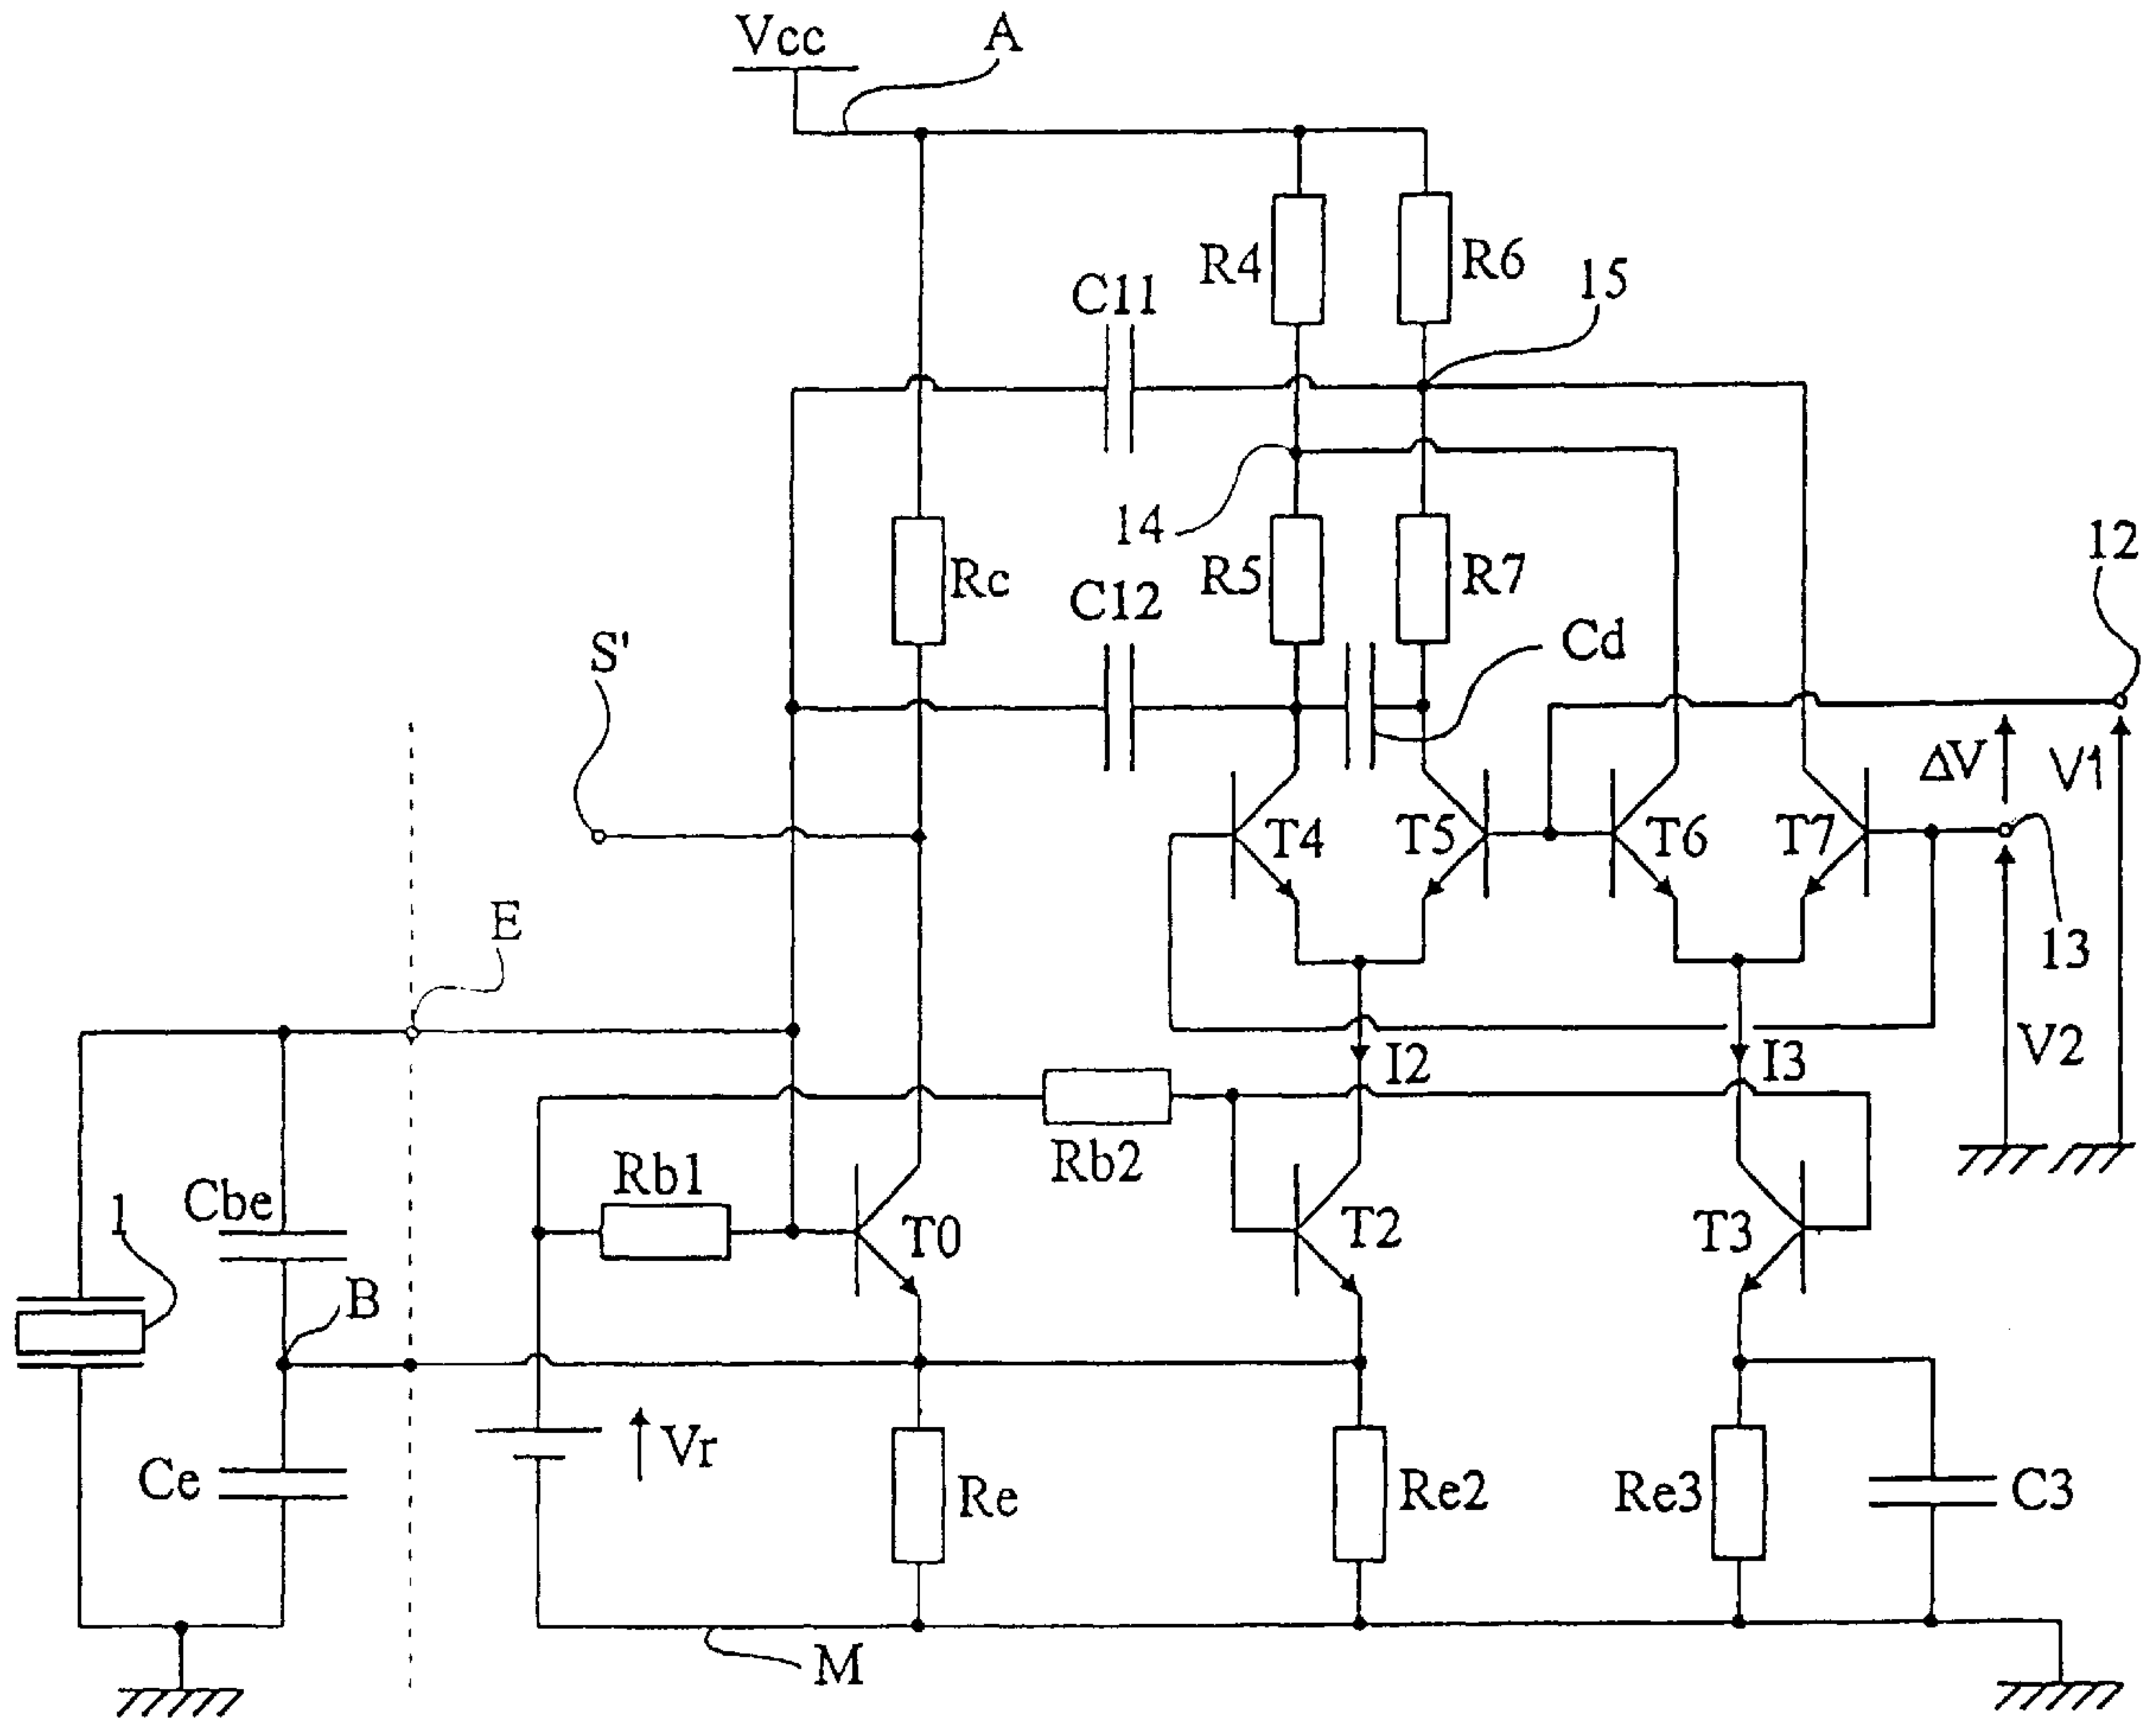 Vcc
A
R4
R6
15
C11
14
12
Rc
R5
R7
C12
Cd
S'
ΔV
V1
T4
T5
T6
T7
E
13
I2
I3
V2
Rb2
Rb1
Cbe
1
T0
T2
T3
B
Vr
Ce
Re
Re2
Re3
C3
M